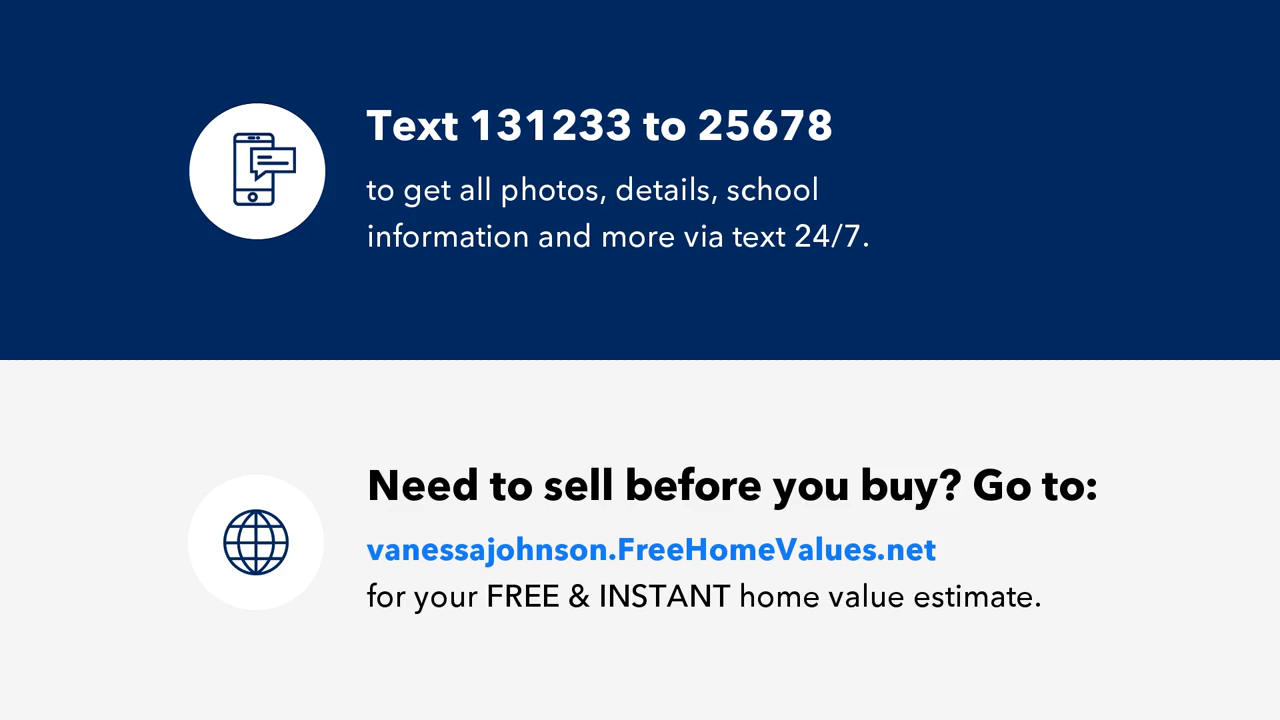 Text 131233 to 25678
to get all photos, details, school
information and more via text 24/7.
Need to sell before you buy? Go to:
vanessajohnson.FreeHomeValues.net
for your FREE & INSTANT home value estimate.